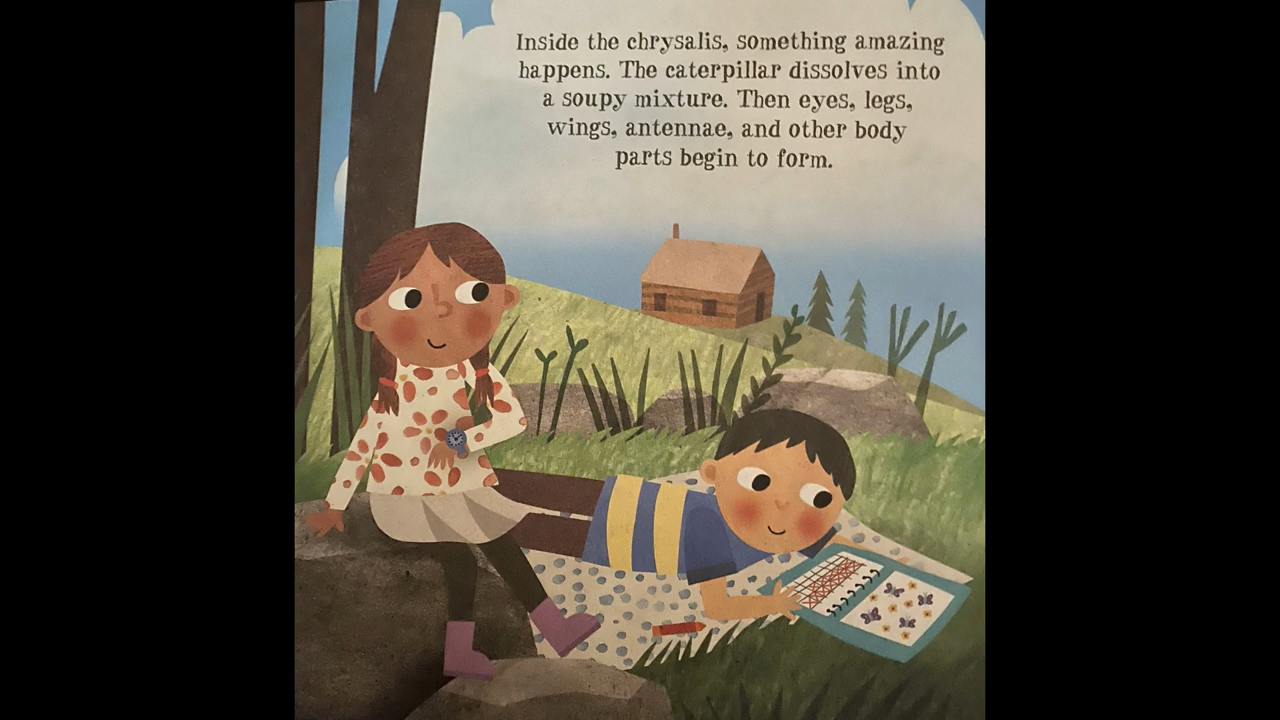 Inside the chrysalis, something amazing
happens. The caterpillar dissolves into
a soupy mixture. Then eyes, legs,
wings, antennae, and other body
parts begin to form.